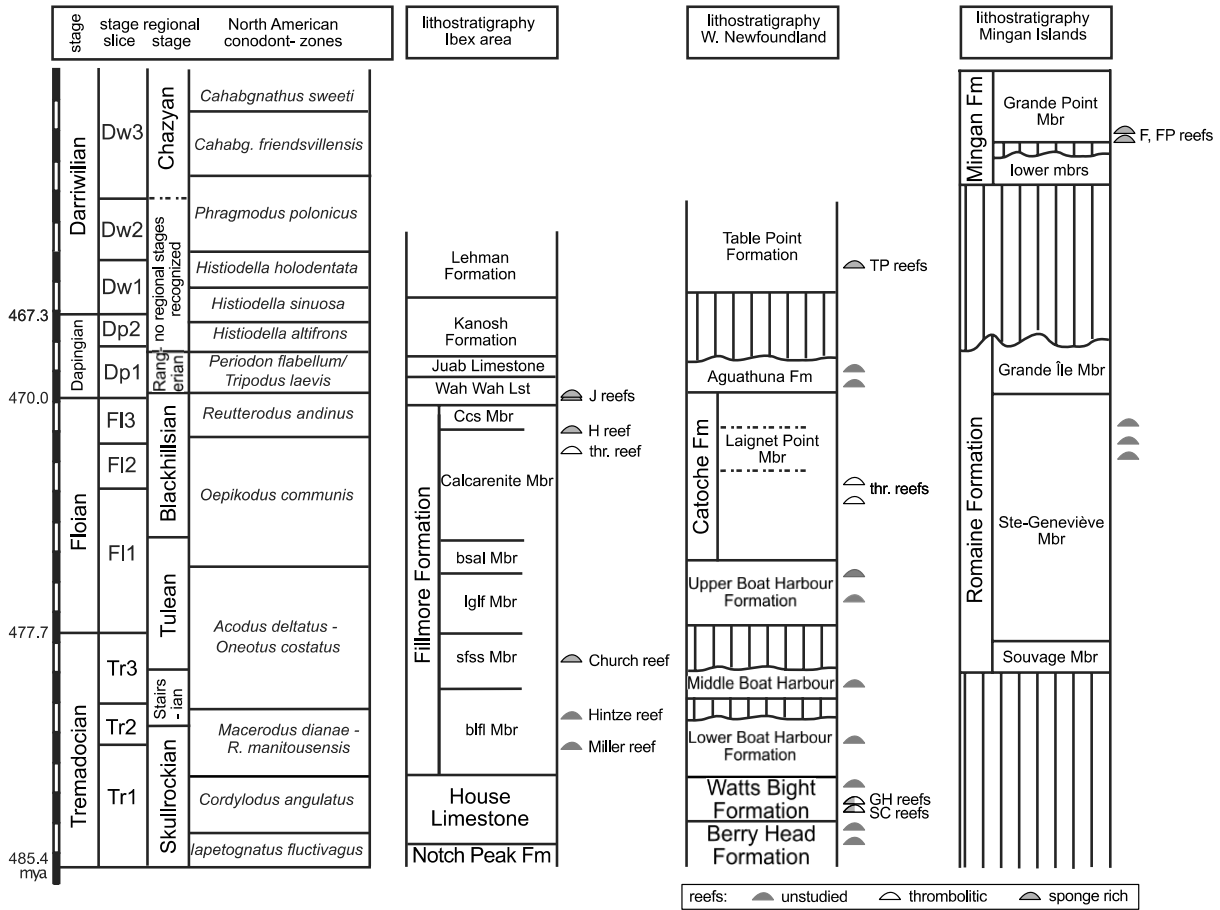 stage
stage slice
regional stage
North American
conodont- zones
lithostratigraphy
Ibex area
lithostratigraphy
W. Newfoundland
lithostratigraphy
Mingan Islands
467.3
470.0
477.7
485.4
mya
Darriwilian
Dapingian
Floian
Tremadocian
Dw3
Dw2
Dw1
Dp2
Dp1
Fl3
Fl2
Fl1
Tr3
Tr2
Tr1
Chazyan
no regional stages
recognized
Rang-
erian
Blackhillsian
Tulean
Stairs
-ian
Skullrockian
Cahabgnathus sweeti
Cahabg. friendsvillensis
Phragmodus polonicus
Histiodella holodentata
Histiodella sinuosa
Histiodella altifrons
Periodon flabellum/
Tripodus laevis
Reutterodus andinus
Oepikodus communis
Acodus deltatus -
Oneotus costatus
Macerodus dianae -
R. manitousensis
Cordylodus angulatus
Iapetognatus fluctivagus
Lehman
Formation
Kanosh
Formation
Juab Limestone
Wah Wah Lst
Fillmore Formation
Ccs Mbr
Calcarenite Mbr
bsal Mbr
lglf Mbr
sfss Mbr
blfl Mbr
House
Limestone
Notch Peak Fm
J reefs
H reef
thr. reef
Church reef
Hintze reef
Miller reef
Table Point
Formation
Aguathuna Fm
Catoche Fm
Laignet Point
Mbr
Upper Boat Harbour
Formation
Middle Boat Harbour
Lower Boat Harbour
Formation
Watts Bight
Formation
Berry Head
Formation
TP reefs
thr. reefs
GH reefs
SC reefs
Mingan Fm
Grande Point
Mbr
lower mbrs
Romaine Formation
Grande Île Mbr
Ste-Geneviève
Mbr
Souvage Mbr
F, FP reefs
reefs: unstudied thrombolitic sponge rich